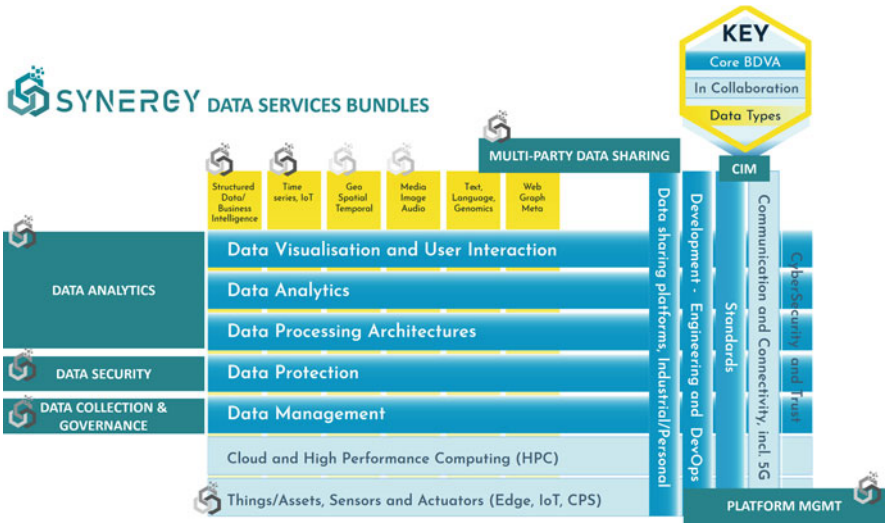 KEY
Core BDVA
In Collaboration
Data Types
SYNERGY DATA SERVICES BUNDLES
MULTI-PARTY DATA SHARING
CIM
Structured
Data/
Business
Intelligence
Time
series, IoT
Geo
Spatial
Temporal
Media
Image
Audio
Text,
Language,
Genomics
Web
Graph
Meta
DATA ANALYTICS
Data Visualisation and User Interaction
Data Analytics
Data Processing Architectures
DATA SECURITY
Data Protection
DATA COLLECTION &
GOVERNANCE
Data Management
Cloud and High Performance Computing (HPC)
Things/Assets, Sensors and Actuators (Edge, IoT, CPS)
Data sharing platforms, Industrial/Personal
Development - Engineering and DevOps
Standards
Communication and Connectivity, incl. 5G
CyberSecurity and Trust
PLATFORM MGMT